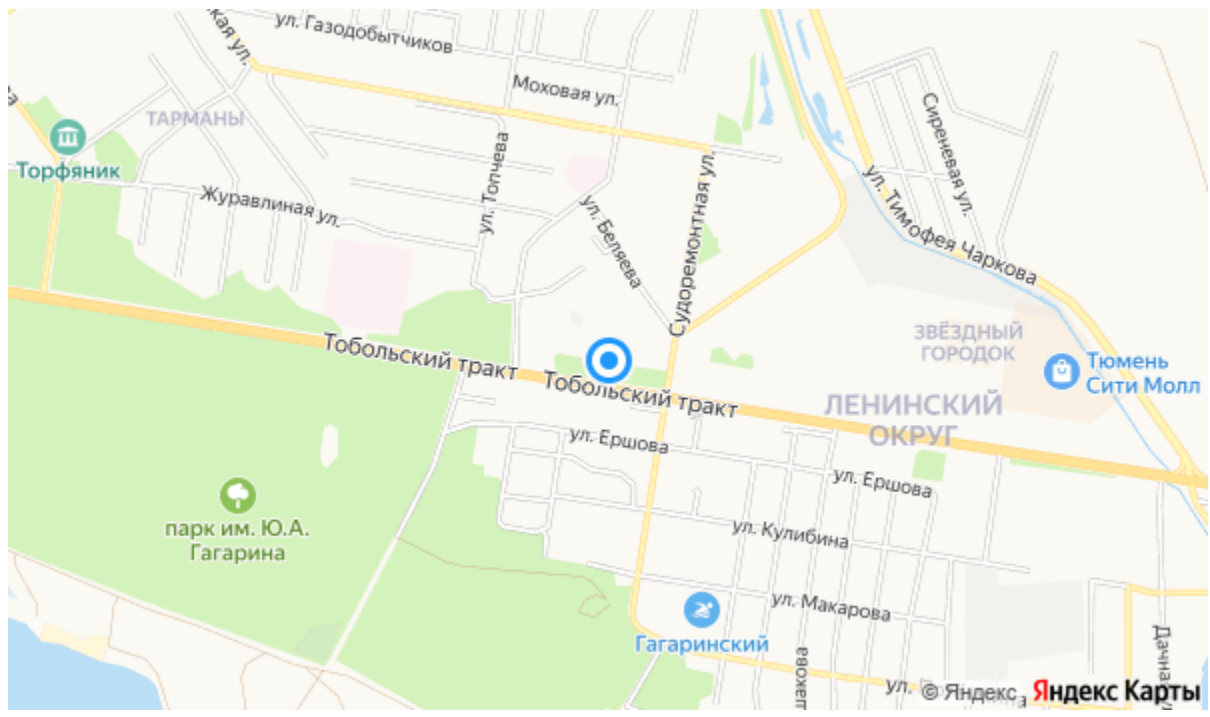 ул. Газодобытчиков
Моховая ул.
ТАРМАНЫ
Торфяник
Журавлиная ул.
ул. Топчева
ул. Беляева
Судоремонтная ул.
Сиреневая ул.
ул. Тимофея Чаркова
ЗВЁЗДНЫЙ
ГОРОДОК
Тюмень
Сити Молл
Тобольский тракт
Тобольский тракт
ЛЕНИНСКИЙ
ОКРУГ
ул. Ершова
ул. Ершова
парк им. Ю.А.
Гагарина
ул. Кулибина
ул. Макарова
Гагаринский
ул.
© Яндекс Яндекс Карты